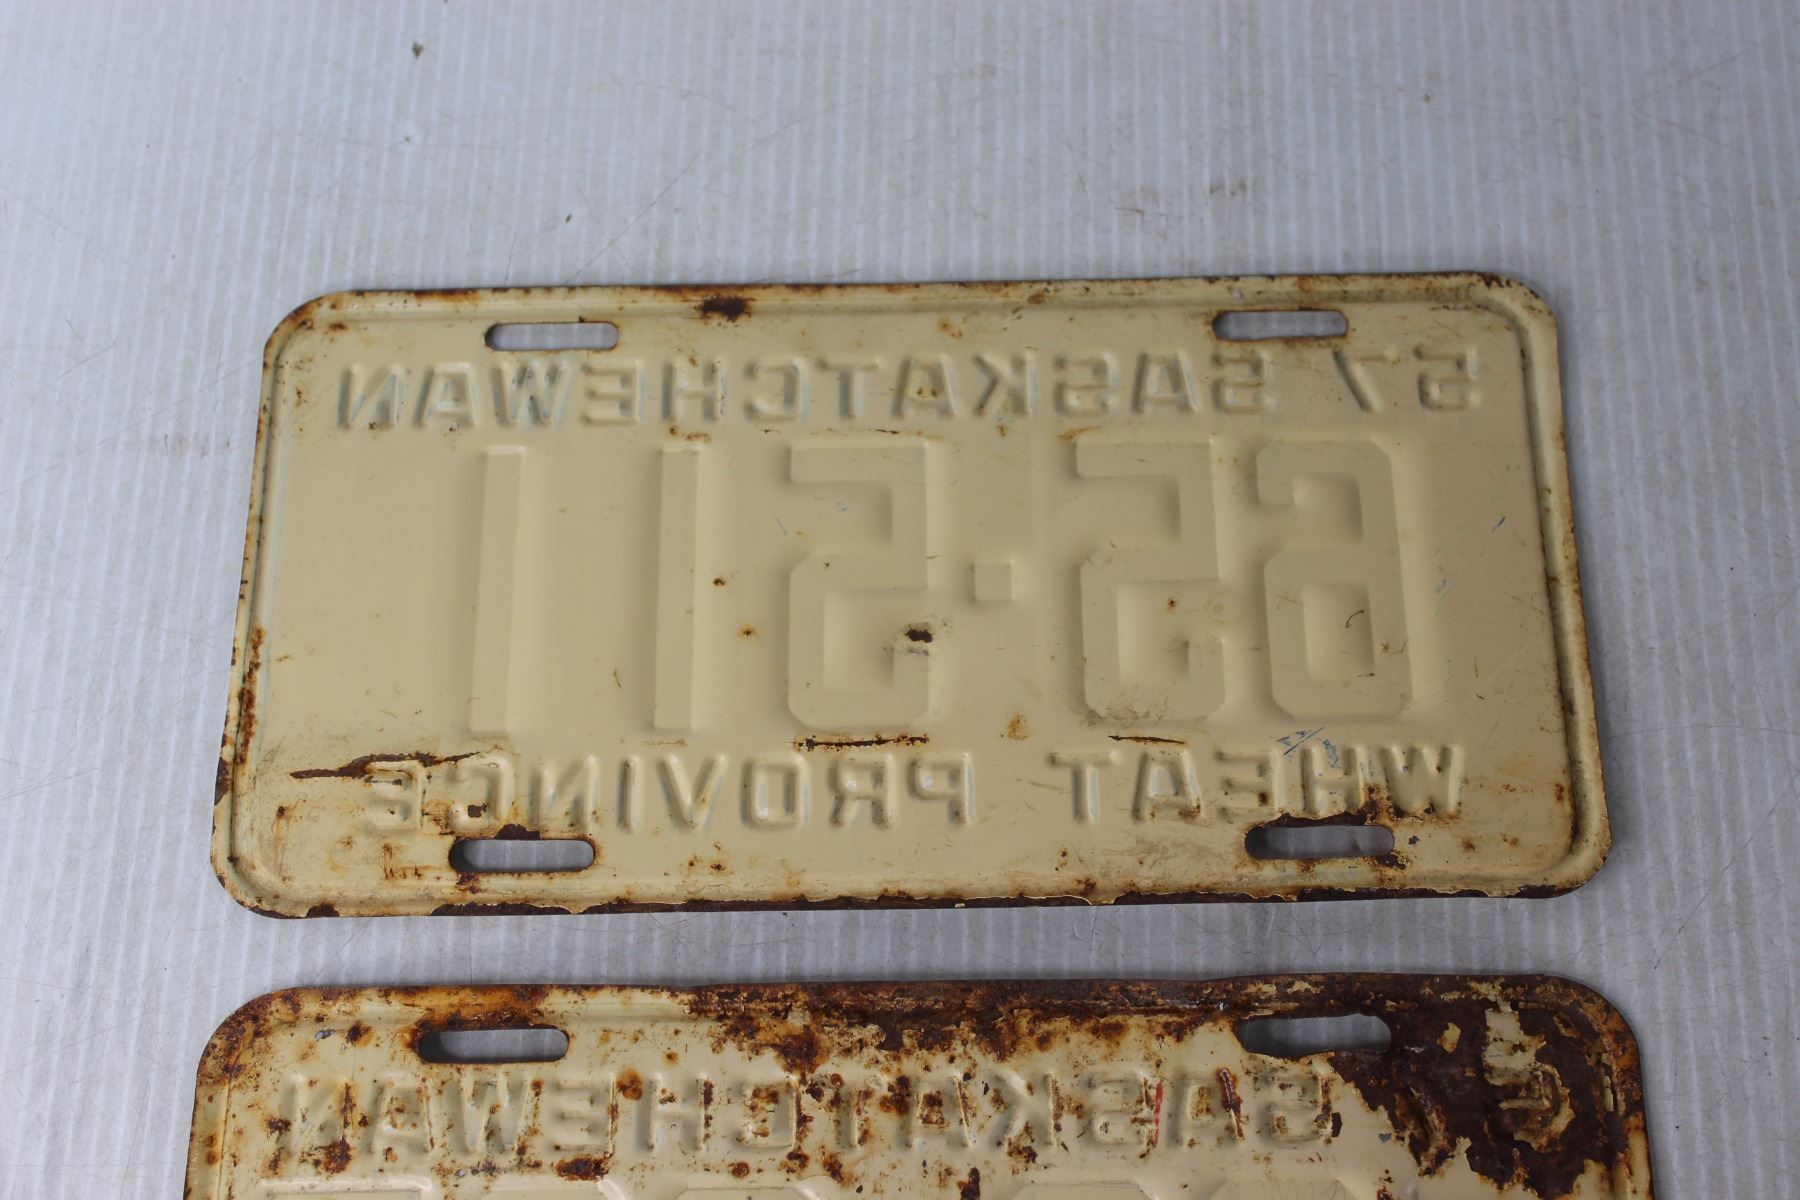 57 SASKATCHEWAN
65·511
WHEAT PROVINCE
SASKATCHEWAN